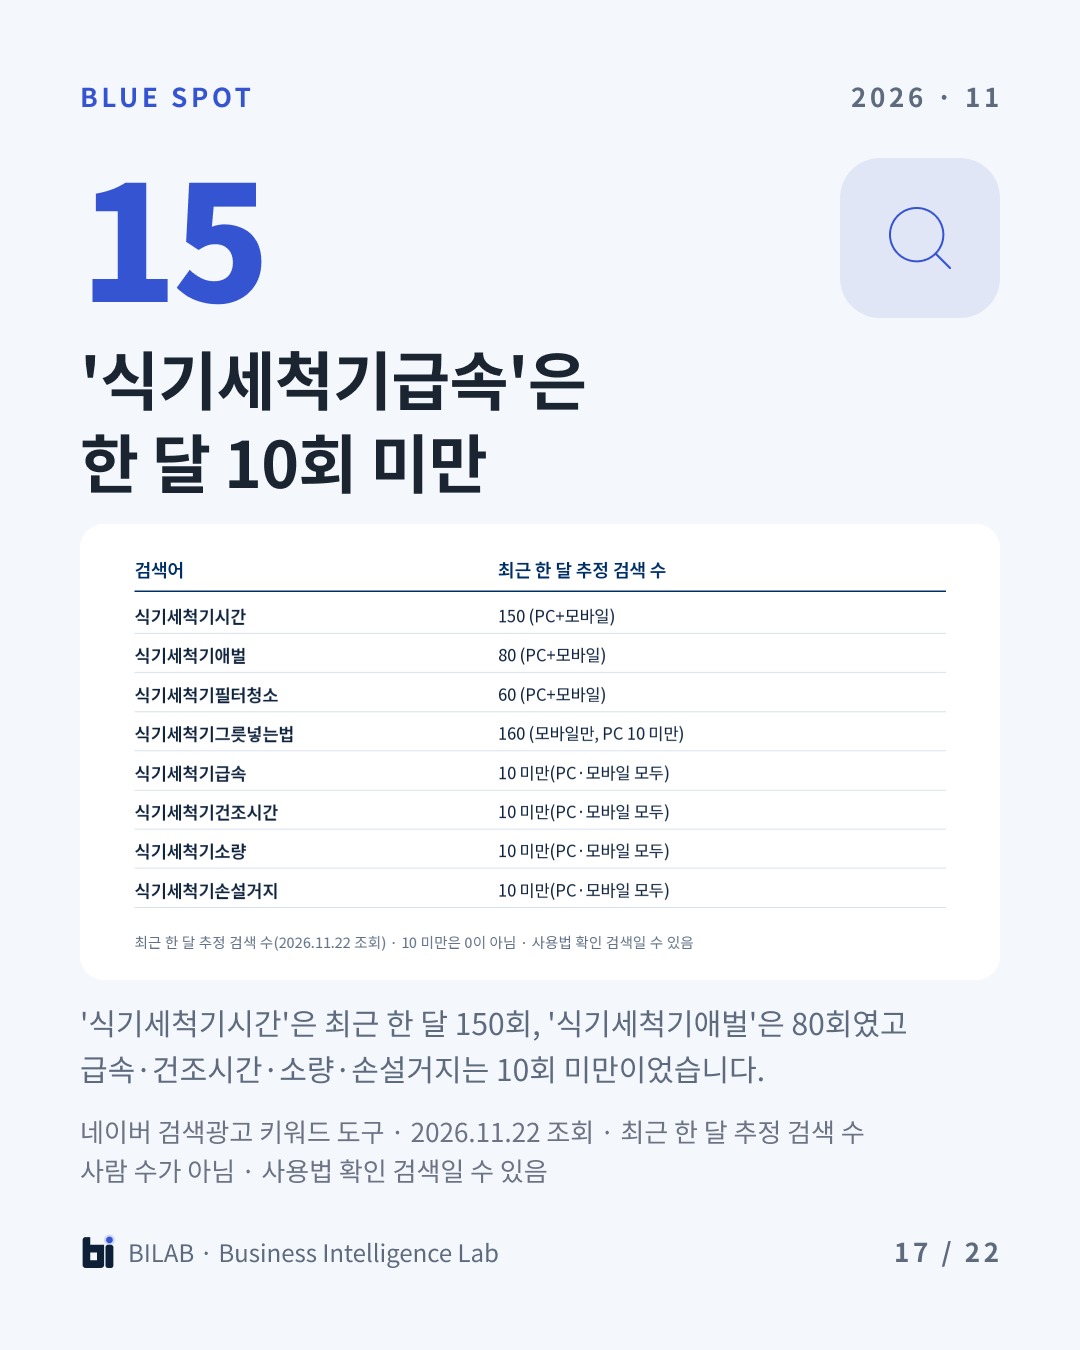 BLUE SPOT
2026 · 11
15
'식기세척기급속'은
한 달 10회 미만
검색어 최근 한 달 추정 검색 수
식기세척기시간 150 (PC+모바일)
식기세척기애벌 80 (PC+모바일)
식기세척기필터청소 60 (PC+모바일)
식기세척기그릇넣는법 160 (모바일만, PC 10 미만)
식기세척기급속 10 미만(PC·모바일 모두)
식기세척기건조시간 10 미만(PC·모바일 모두)
식기세척기소량 10 미만(PC·모바일 모두)
식기세척기손설거지 10 미만(PC·모바일 모두)
최근 한 달 추정 검색 수(2026.11.22 조회) · 10 미만은 0이 아님 · 사용법 확인 검색일 수 있음
'식기세척기시간'은 최근 한 달 150회, '식기세척기애벌'은 80회였고
급속·건조시간·소량·손설거지는 10회 미만이었습니다.
네이버 검색광고 키워드 도구 · 2026.11.22 조회 · 최근 한 달 추정 검색 수
사람 수가 아님 · 사용법 확인 검색일 수 있음
bi BILAB · Business Intelligence Lab
17 / 22